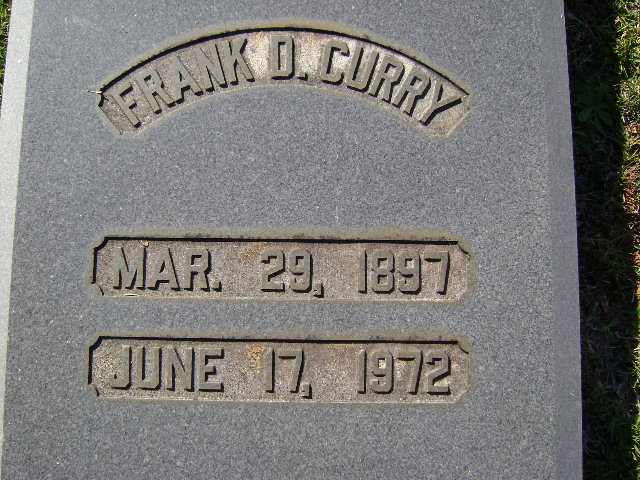 FRANK D. CURRY
MAR. 29, 1897
JUNE 17, 1972